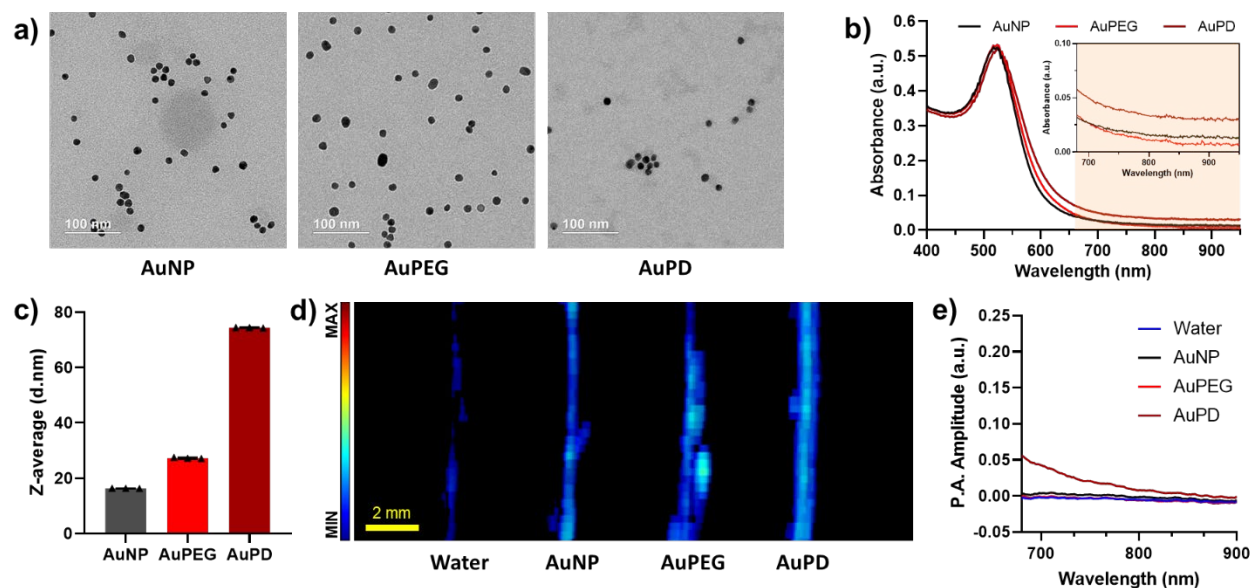 a)
100 nm
AuNP
100 nm
AuPEG
100 nm
AuPD
b)
AuNP AuPEG AuPD
Absorbance (a.u.)
0.6
0.5
0.4
0.3
0.2
0.1
0.0
400 500 600 700 800 900
Wavelength (nm)
Absorbance (a.u.)
0.10
0.05
0.00
700 800 900
Wavelength (nm)
c)
Z-average (d.nm)
80
60
40
20
0
AuNP AuPEG AuPD
d)
MAX
MIN
2 mm
Water AuNP AuPEG AuPD
e)
P.A. Amplitude (a.u.)
0.25
0.20
0.15
0.10
0.05
0.00
-0.05
700 800 900
Wavelength (nm)
Water
AuNP
AuPEG
AuPD